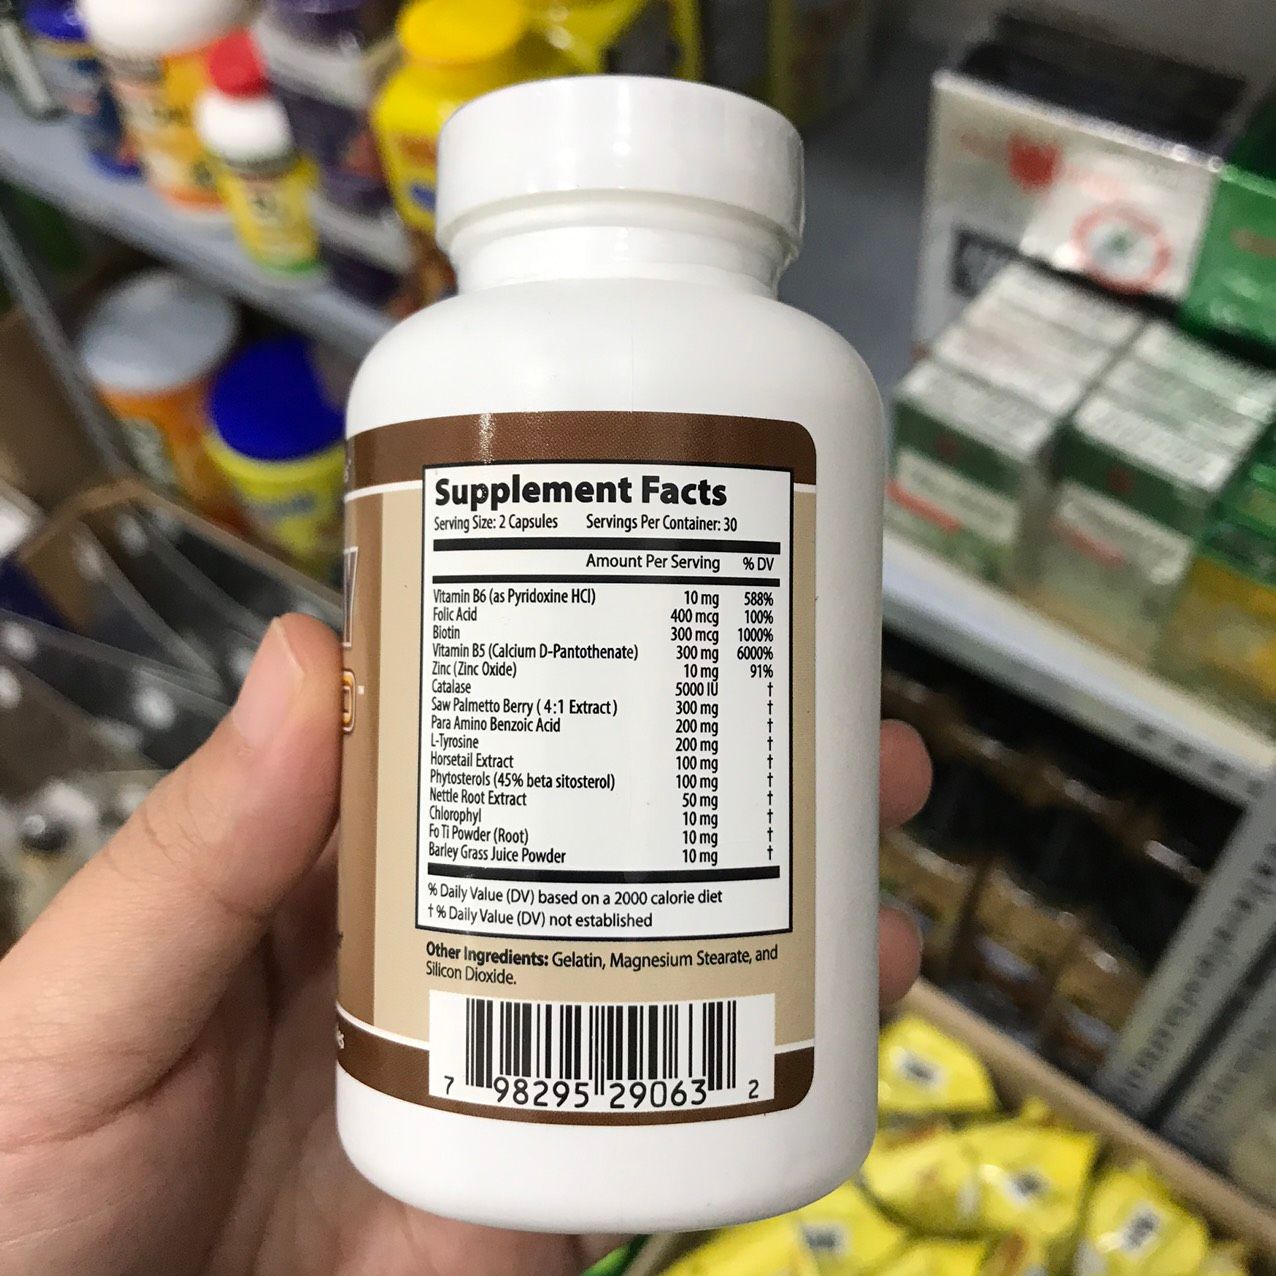 Supplement Facts
Serving Size: 2 Capsules Servings Per Container: 30
Amount Per Serving % DV
Vitamin B6 (as Pyridoxine HCl) 10 mg 588%
Folic Acid 400 mcg 100%
Biotin 300 mcg 1000%
Vitamin B5 (Calcium D-Pantothenate) 300 mg 6000%
Zinc (Zinc Oxide) 10 mg 91%
Catalase 5000 IU †
Saw Palmetto Berry ( 4:1 Extract) 300 mg †
Para Amino Benzoic Acid 200 mg †
L-Tyrosine 200 mg †
Horsetail Extract 100 mg †
Phytosterols (45% beta sitosterol) 100 mg †
Nettle Root Extract 50 mg †
Chlorophyl 10 mg †
Fo Ti Powder (Root) 10 mg †
Barley Grass Juice Powder 10 mg †
% Daily Value (DV) based on a 2000 calorie diet
† % Daily Value (DV) not established
Other Ingredients: Gelatin, Magnesium Stearate, and
Silicon Dioxide.
7 98295 29063 2